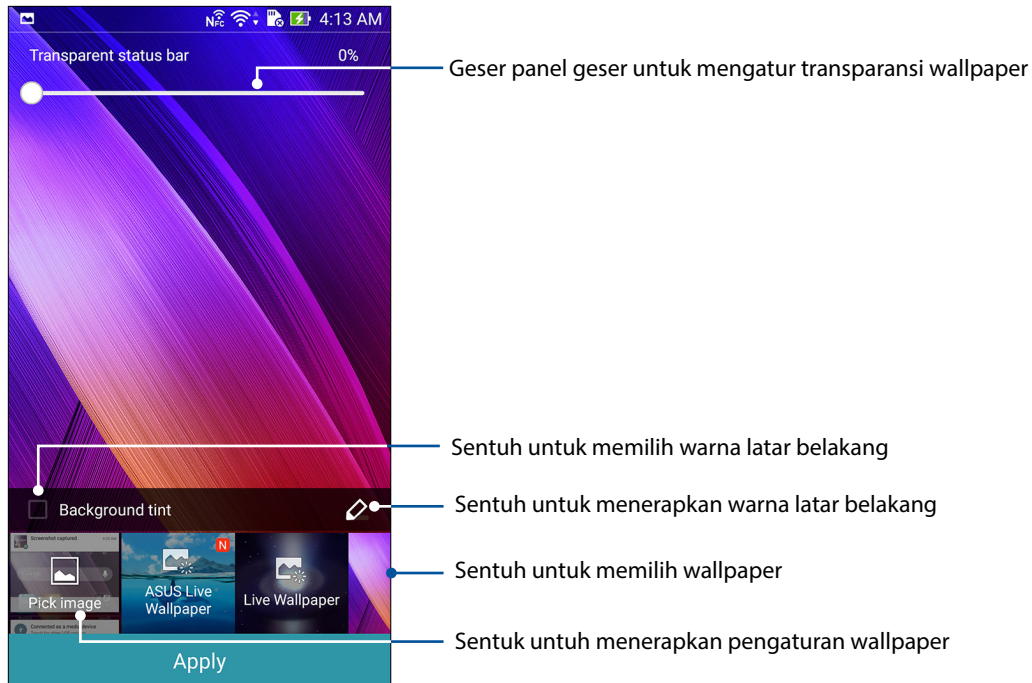 NFC 4:13 AM
Transparent status bar 0%
Geser panel geser untuk mengatur transparansi wallpaper
Sentuh untuk memilih warna latar belakang
Background tint
Sentuh untuk menerapkan warna latar belakang
Screenshot captured
N
Pick image
ASUS Live
Wallpaper
Live Wallpaper
Sentuh untuk memilih wallpaper
Connected as a media device
Sentuk untuh menerapkan pengaturan wallpaper
Apply